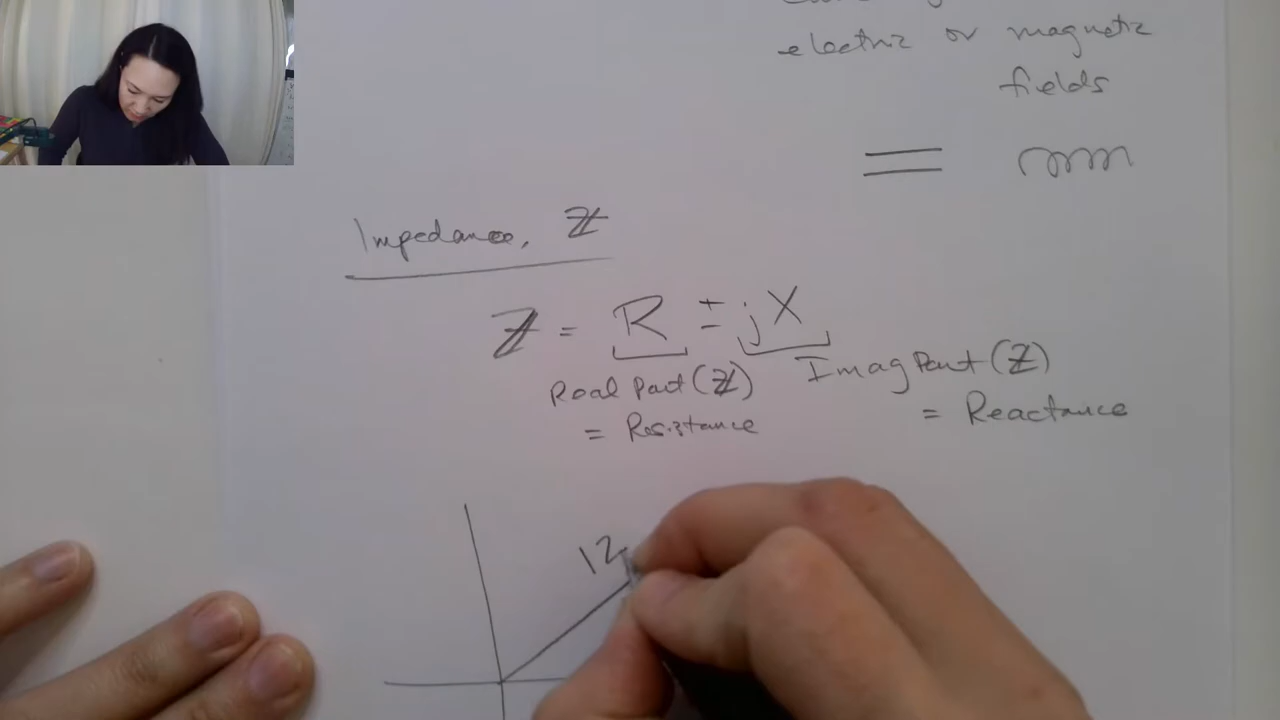 electric or magnetic
fields
Impedance, Z
Z = R ± jX
Real Part (Z)
= Resistance
Imag Part (Z)
= Reactance
|Z